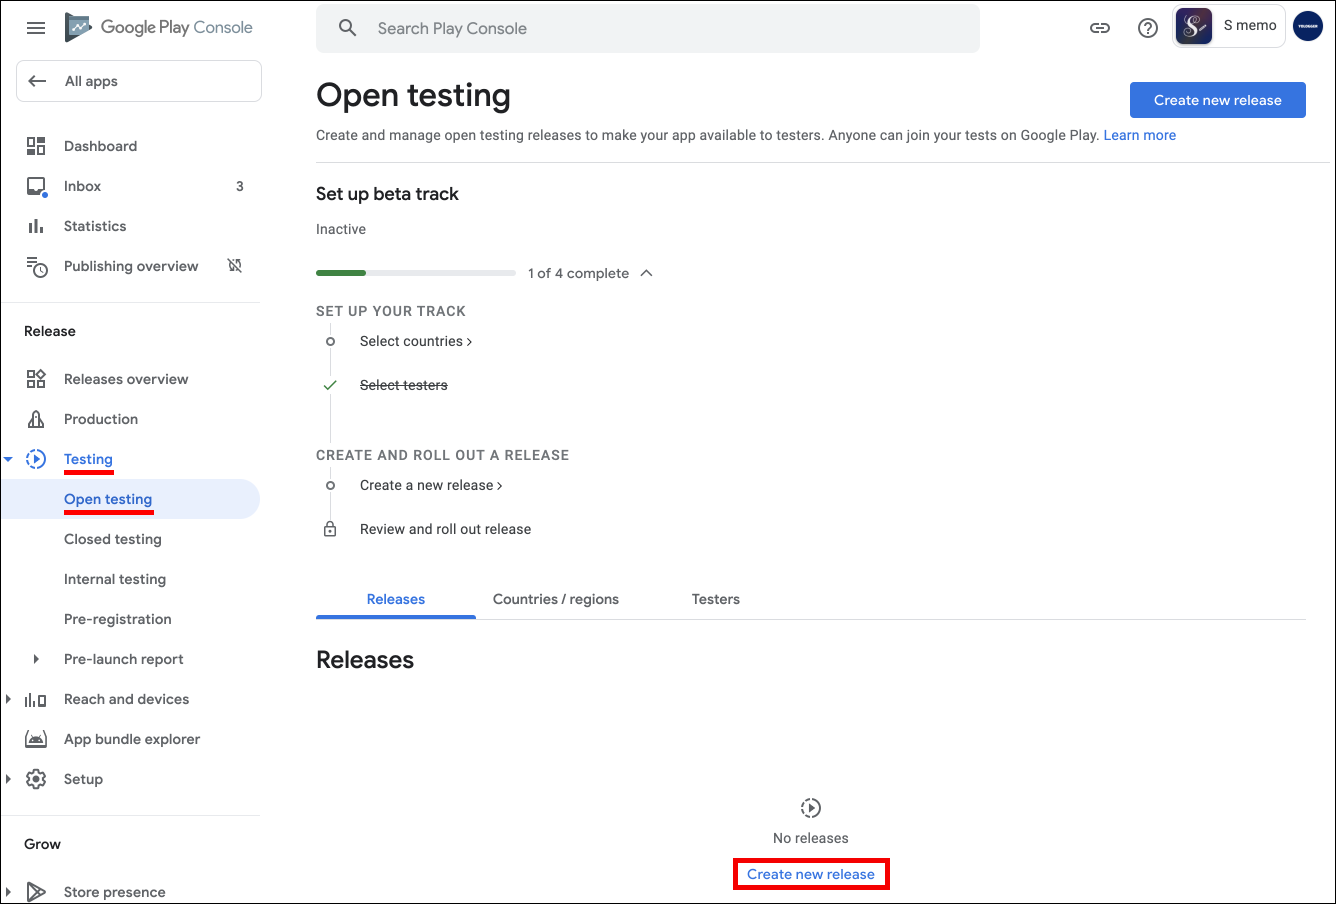 Google Play Console
Search Play Console
S memo
All apps
Dashboard
Inbox 3
Statistics
Publishing overview
Release
Releases overview
Production
Testing
Open testing
Closed testing
Internal testing
Pre-registration
Pre-launch report
Reach and devices
App bundle explorer
Setup
Grow
Store presence
Open testing
Create new release
Create and manage open testing releases to make your app available to testers. Anyone can join your tests on Google Play. Learn more
Set up beta track
Inactive
1 of 4 complete
SET UP YOUR TRACK
Select countries >
Select testers
CREATE AND ROLL OUT A RELEASE
Create a new release >
Review and roll out release
Releases Countries / regions Testers
Releases
No releases
Create new release